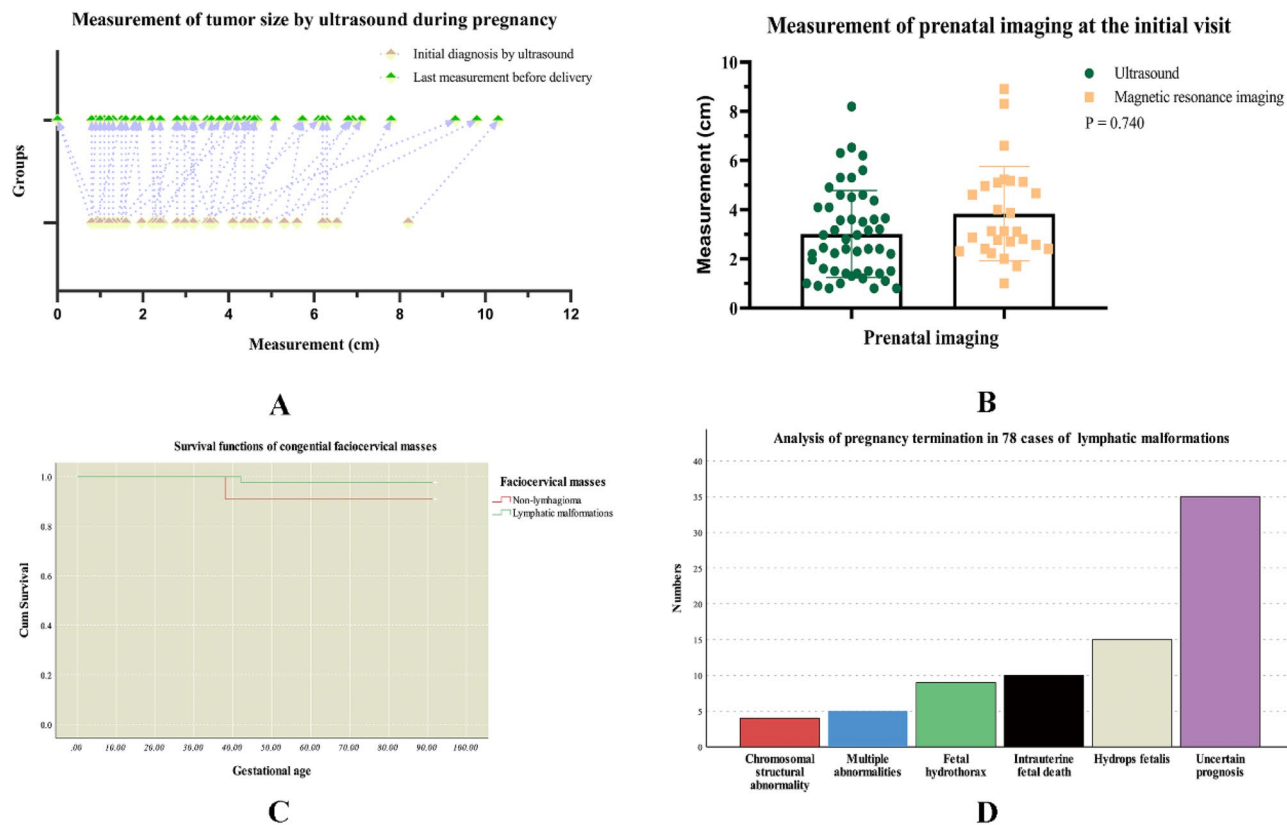 Measurement of tumor size by ultrasound during pregnancy
Initial diagnosis by ultrasound
Last measurement before delivery
Groups
0 2 4 6 8 10 12
Measurement (cm)
A
Measurement of prenatal imaging at the initial visit
Ultrasound
Magnetic resonance imaging
P = 0.740
Measurement (cm)
10
8
6
4
2
0
Prenatal imaging
B
Survival functions of congential faciocervical masses
Faciocervical masses
Non-lymhagioma
Lymphatic malformations
Cum Survival
1.0
0.8
0.6
0.4
0.2
0.0
.00 10.00 20.00 30.00 40.00 50.00 60.00 70.00 80.00 90.00 100.00
Gestational age
C
Analysis of pregnancy termination in 78 cases of lymphatic malformations
Numbers
40
35
30
25
20
15
10
5
0
Chromosomal
structural
abnormality
Multiple
abnormalities
Fetal
hydrothorax
Intrauterine
fetal death
Hydrops fetalis
Uncertain
prognosis
D